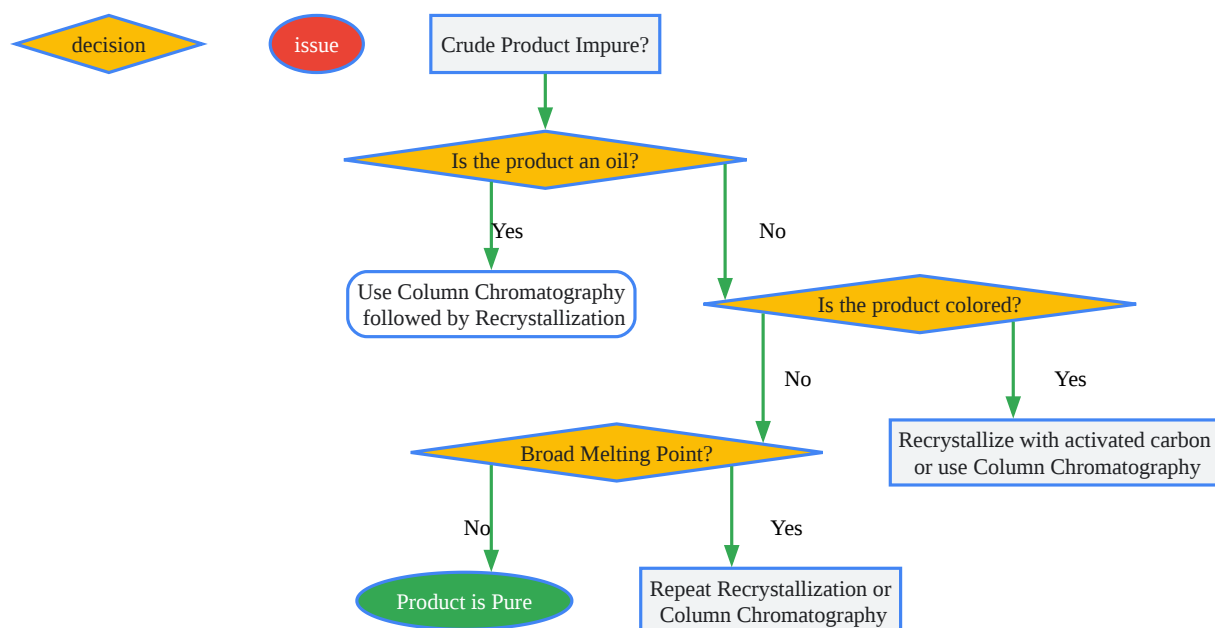 decision
issue
Crude Product Impure?
Is the product an oil?
Yes
No
Use Column Chromatography
followed by Recrystallization
Is the product colored?
No
Yes
Recrystallize with activated carbon
or use Column Chromatography
Broad Melting Point?
No
Yes
Product is Pure
Repeat Recrystallization or
Column Chromatography